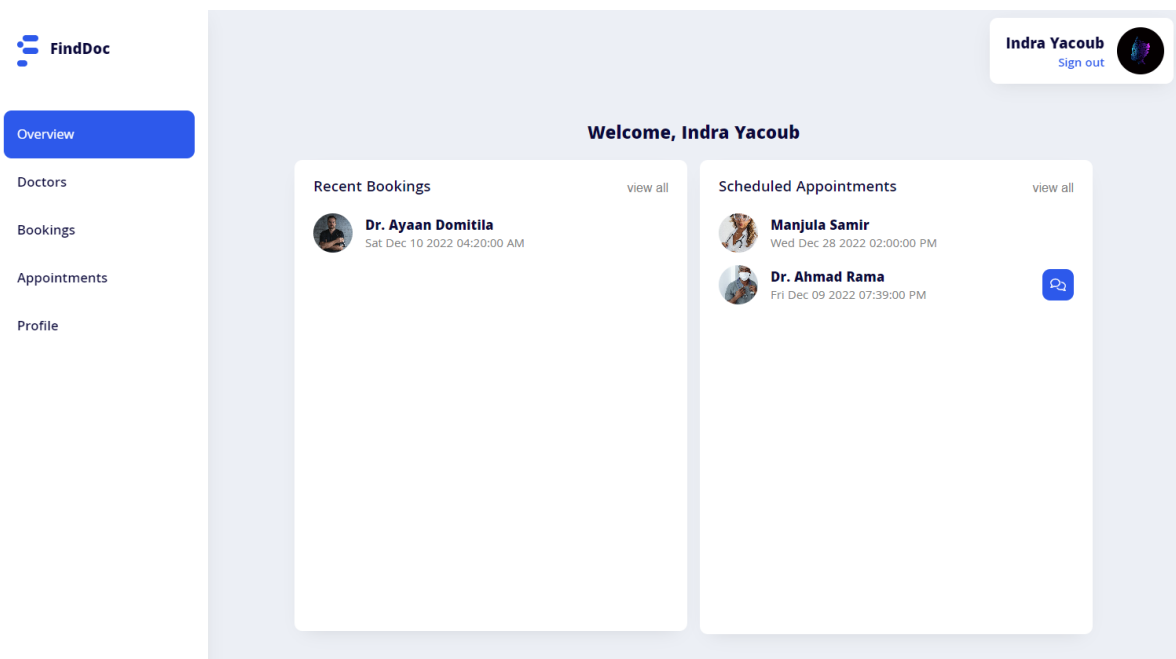 FindDoc
Indra Yacoub
Sign out
Overview
Doctors
Bookings
Appointments
Profile
Welcome, Indra Yacoub
Recent Bookings
view all
Dr. Ayaan Domitila
Sat Dec 10 2022 04:20:00 AM
Scheduled Appointments
view all
Manjula Samir
Wed Dec 28 2022 02:00:00 PM
Dr. Ahmad Rama
Fri Dec 09 2022 07:39:00 PM